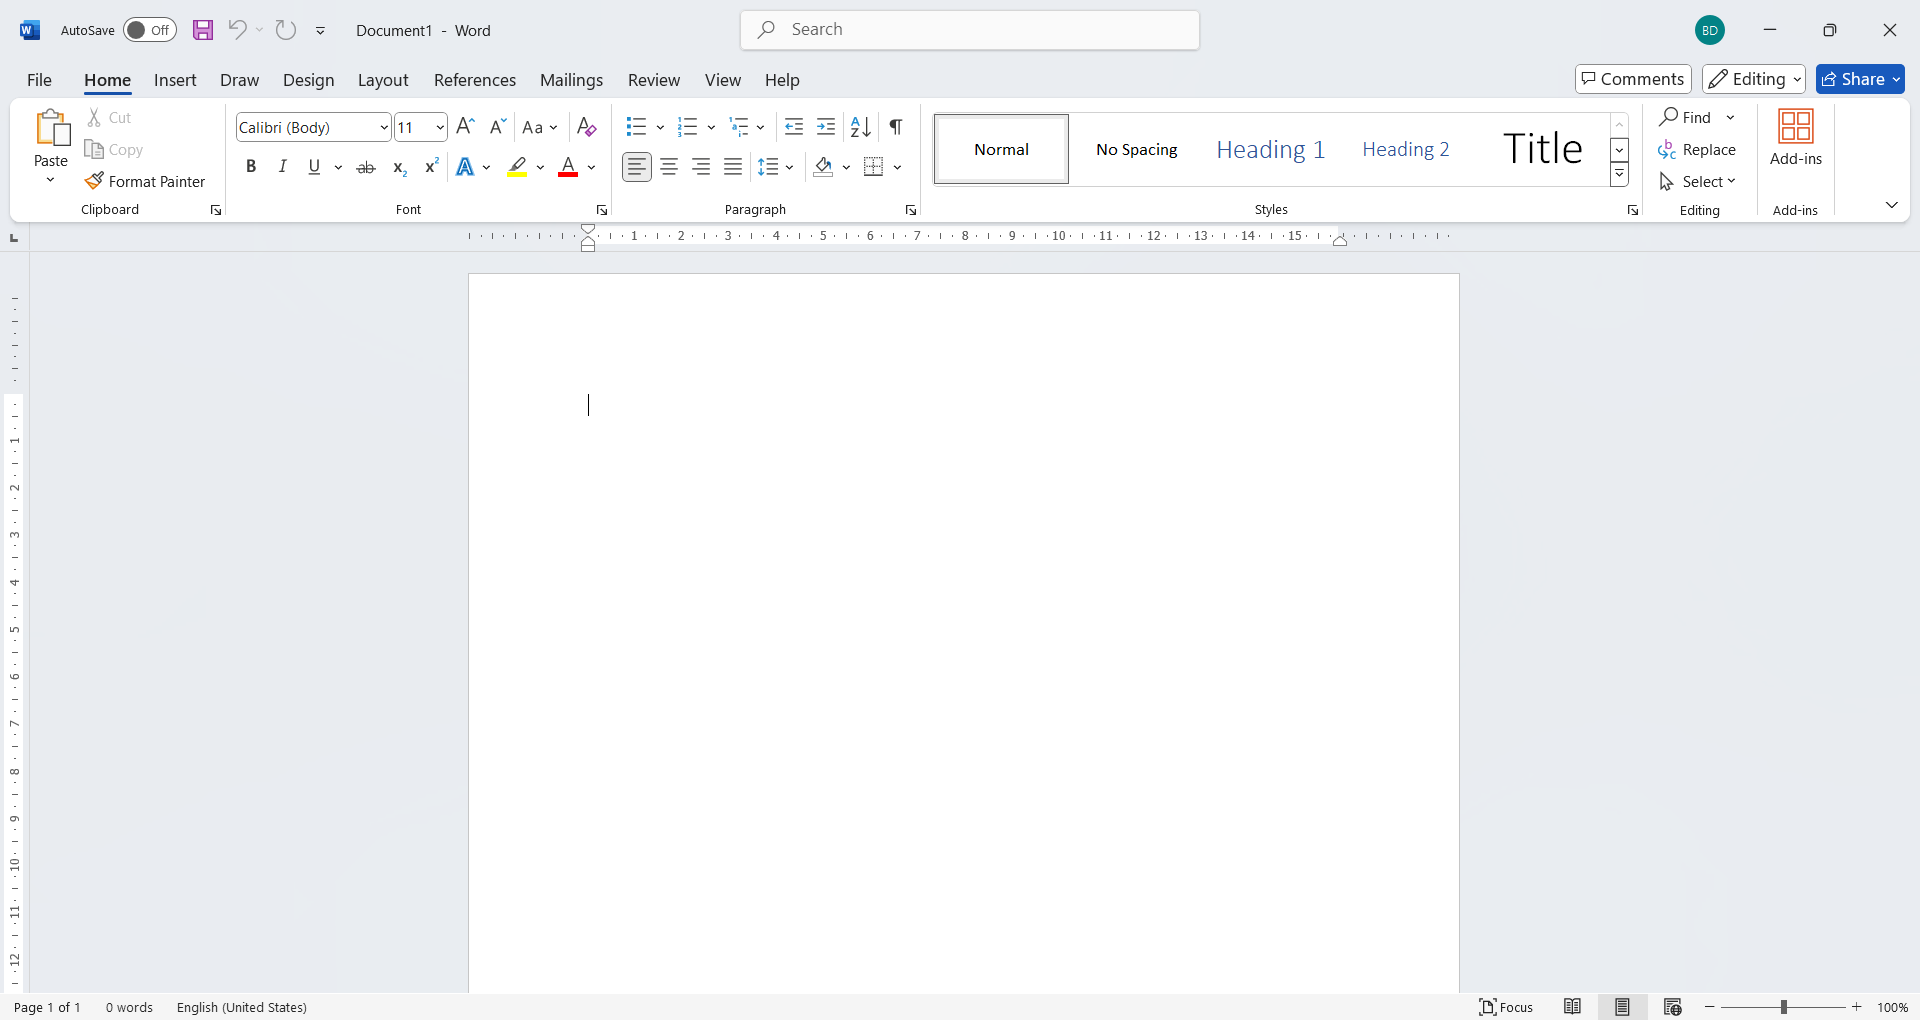 AutoSave Off Document1 - Word Search BD
File Home Insert Draw Design Layout References Mailings Review View Help Comments Editing Share
Paste Cut Copy Format Painter Clipboard
Calibri (Body) 11 Aa
B I U ab x₂ x² A A
Font
Paragraph
Normal No Spacing Heading 1 Heading 2 Title
Styles
Find
Replace
Select
Editing
Add-ins
Add-ins
1 2 3 4 5 6 7 8 9 10 11 12 13 14 15
1
2
3
4
5
6
7
8
9
10
11
12
Page 1 of 1 0 words English (United States) Focus 100%